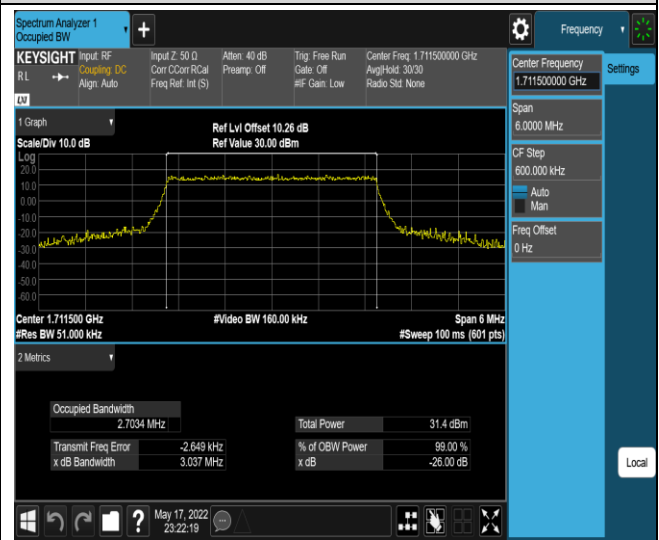 Spectrum Analyzer 1
Occupied BW
+
Frequency
KEYSIGHT
RL
LXI
Input: RF
Coupling: DC
Align: Auto
Input Z: 50 Ω
Corr CCorr RCal
Freq Ref: Int (S)
Atten: 40 dB
Preamp: Off
Trig: Free Run
Gate: Off
#IF Gain: Low
Center Freq: 1.711500000 GHz
Avg|Hold: 30/30
Radio Std: None
1 Graph
Scale/Div 10.0 dB
Ref Lvl Offset 10.26 dB
Ref Value 30.00 dBm
Log
20.0
10.0
0.00
-10.0
-20.0
-30.0
-40.0
-50.0
-60.0
Center 1.711500 GHz
#Res BW 51.000 kHz
#Video BW 160.00 kHz
Span 6 MHz
#Sweep 100 ms (601 pts)
2 Metrics
Occupied Bandwidth
2.7034 MHz
Transmit Freq Error -2.649 kHz
x dB Bandwidth 3.037 MHz
Total Power 31.4 dBm
% of OBW Power 99.00 %
x dB -26.00 dB
Center Frequency
1.711500000 GHz
Span
6.0000 MHz
CF Step
600.000 kHz
Auto
Man
Freq Offset
0 Hz
Settings
Local
?
May 17, 2022
23:22:19